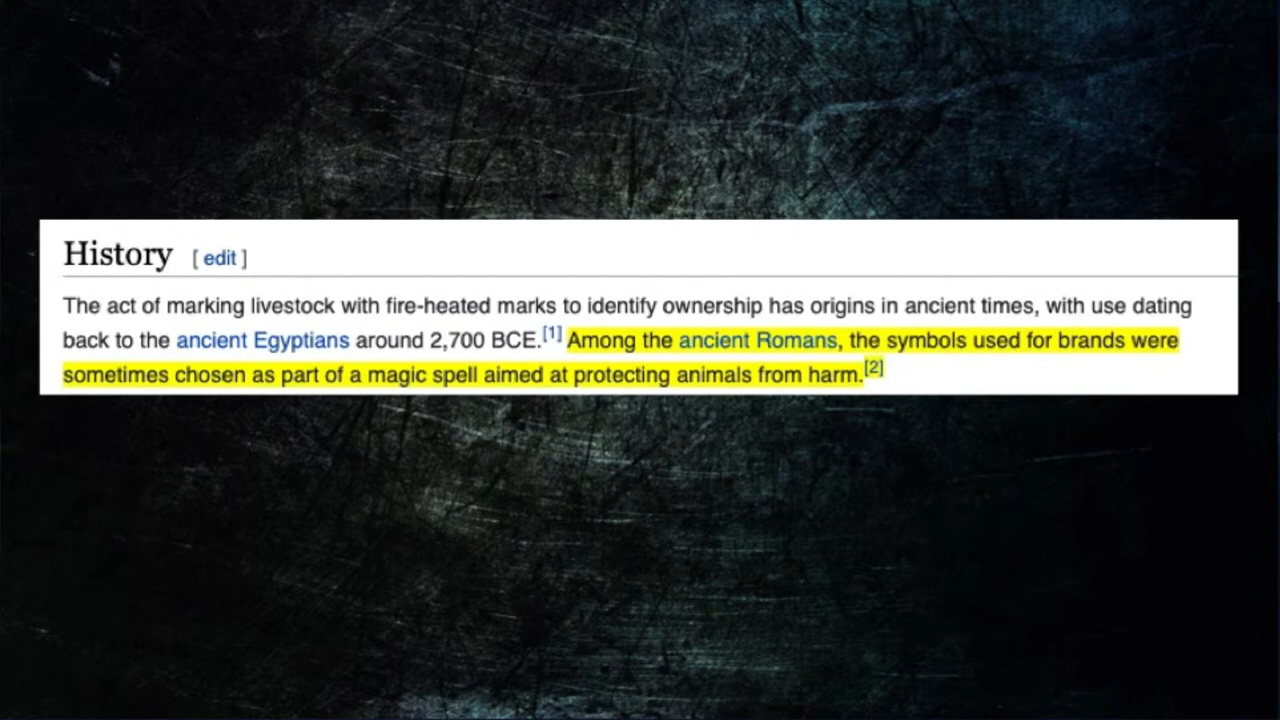 History [ edit ]
The act of marking livestock with fire-heated marks to identify ownership has origins in ancient times, with use dating
back to the ancient Egyptians around 2,700 BCE.[1] Among the ancient Romans, the symbols used for brands were
sometimes chosen as part of a magic spell aimed at protecting animals from harm.[2]